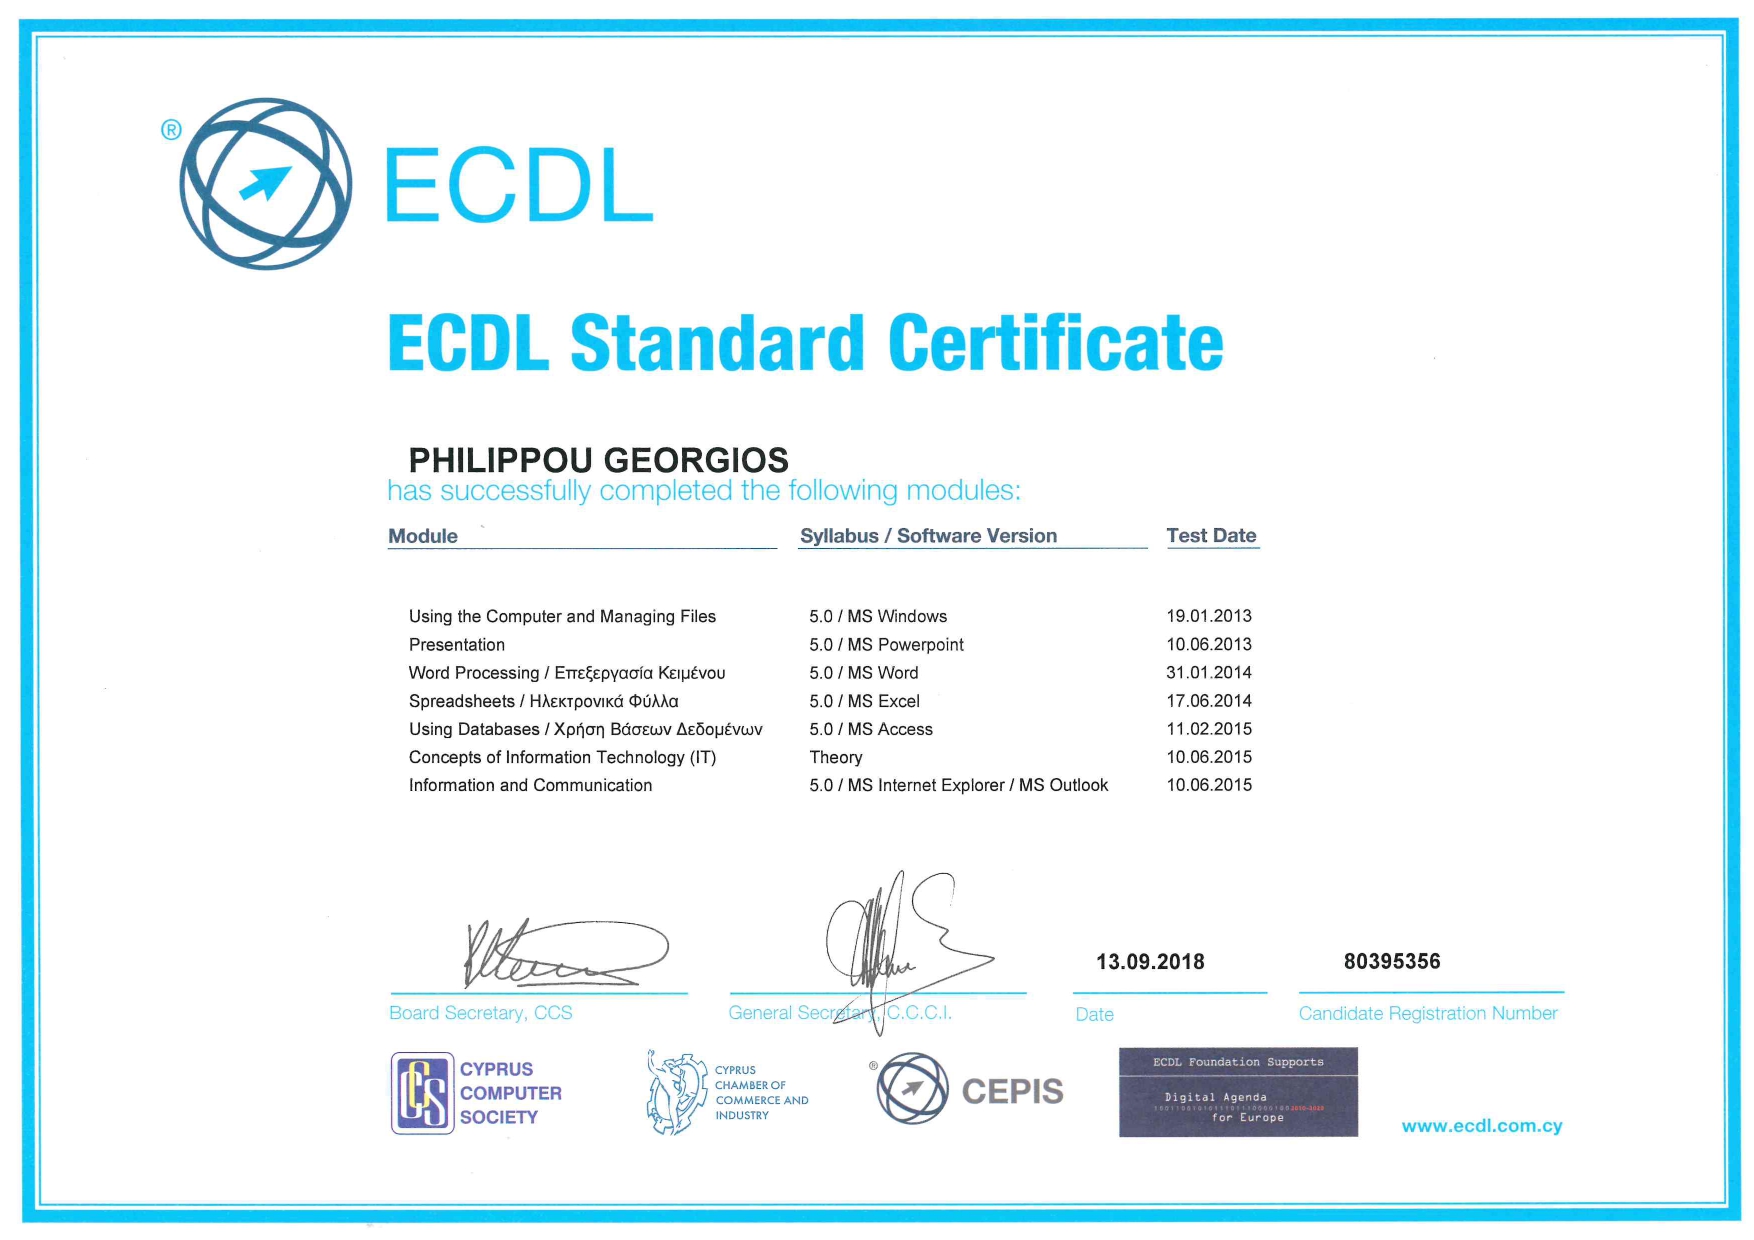 ® ECDL
ECDL Standard Certificate
PHILIPPOU GEORGIOS
has successfully completed the following modules:
Module Syllabus / Software Version Test Date
Using the Computer and Managing Files 5.0 / MS Windows 19.01.2013
Presentation 5.0 / MS Powerpoint 10.06.2013
Word Processing / Επεξεργασία Κειμένου 5.0 / MS Word 31.01.2014
Spreadsheets / Ηλεκτρονικά Φύλλα 5.0 / MS Excel 17.06.2014
Using Databases / Χρήση Βάσεων Δεδομένων 5.0 / MS Access 11.02.2015
Concepts of Information Technology (IT) Theory 10.06.2015
Information and Communication 5.0 / MS Internet Explorer / MS Outlook 10.06.2015
13.09.2018 80395356
Board Secretary, CCS General Secretary, C.C.C.I. Date Candidate Registration Number
CCS
CYPRUS
COMPUTER
SOCIETY
CYPRUS
CHAMBER OF
COMMERCE AND
INDUSTRY
® CEPIS
ECDL Foundation Supports
Digital Agenda
for Europe
www.ecdl.com.cy